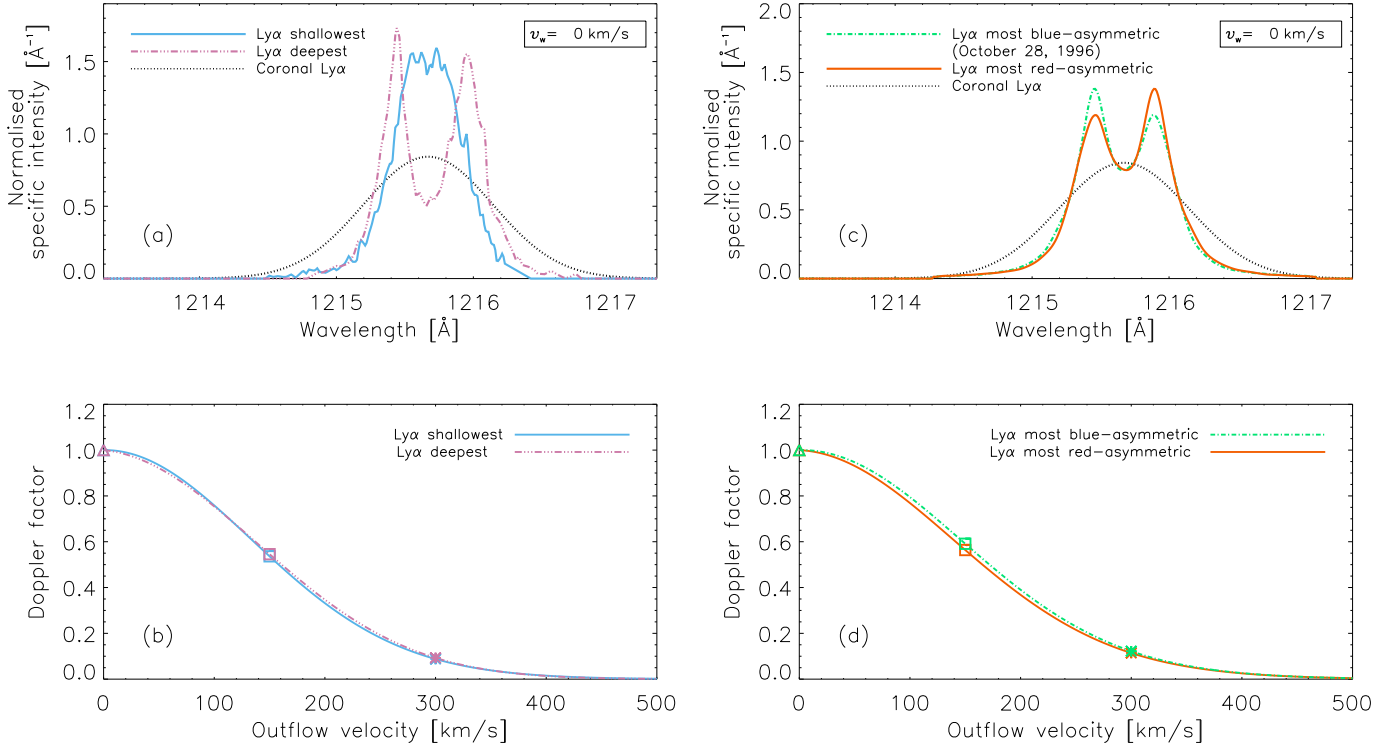 Lyα shallowest
Lyα deepest
Coronal Lyα
v_w= 0 km/s
Normalised
specific intensity [Å⁻¹]
1.5
1.0
0.5
0.0
(a)
1214 1215 1216 1217
Wavelength [Å]
Lyα most blue-asymmetric
(October 28, 1996)
Lyα most red-asymmetric
Coronal Lyα
v_w= 0 km/s
Normalised
specific intensity [Å⁻¹]
2.0
1.5
1.0
0.5
0.0
(c)
1214 1215 1216 1217
Wavelength [Å]
Lyα shallowest
Lyα deepest
Doppler factor
1.2
1.0
0.8
0.6
0.4
0.2
0.0
(b)
0 100 200 300 400 500
Outflow velocity [km/s]
Lyα most blue-asymmetric
Lyα most red-asymmetric
Doppler factor
1.2
1.0
0.8
0.6
0.4
0.2
0.0
(d)
0 100 200 300 400 500
Outflow velocity [km/s]